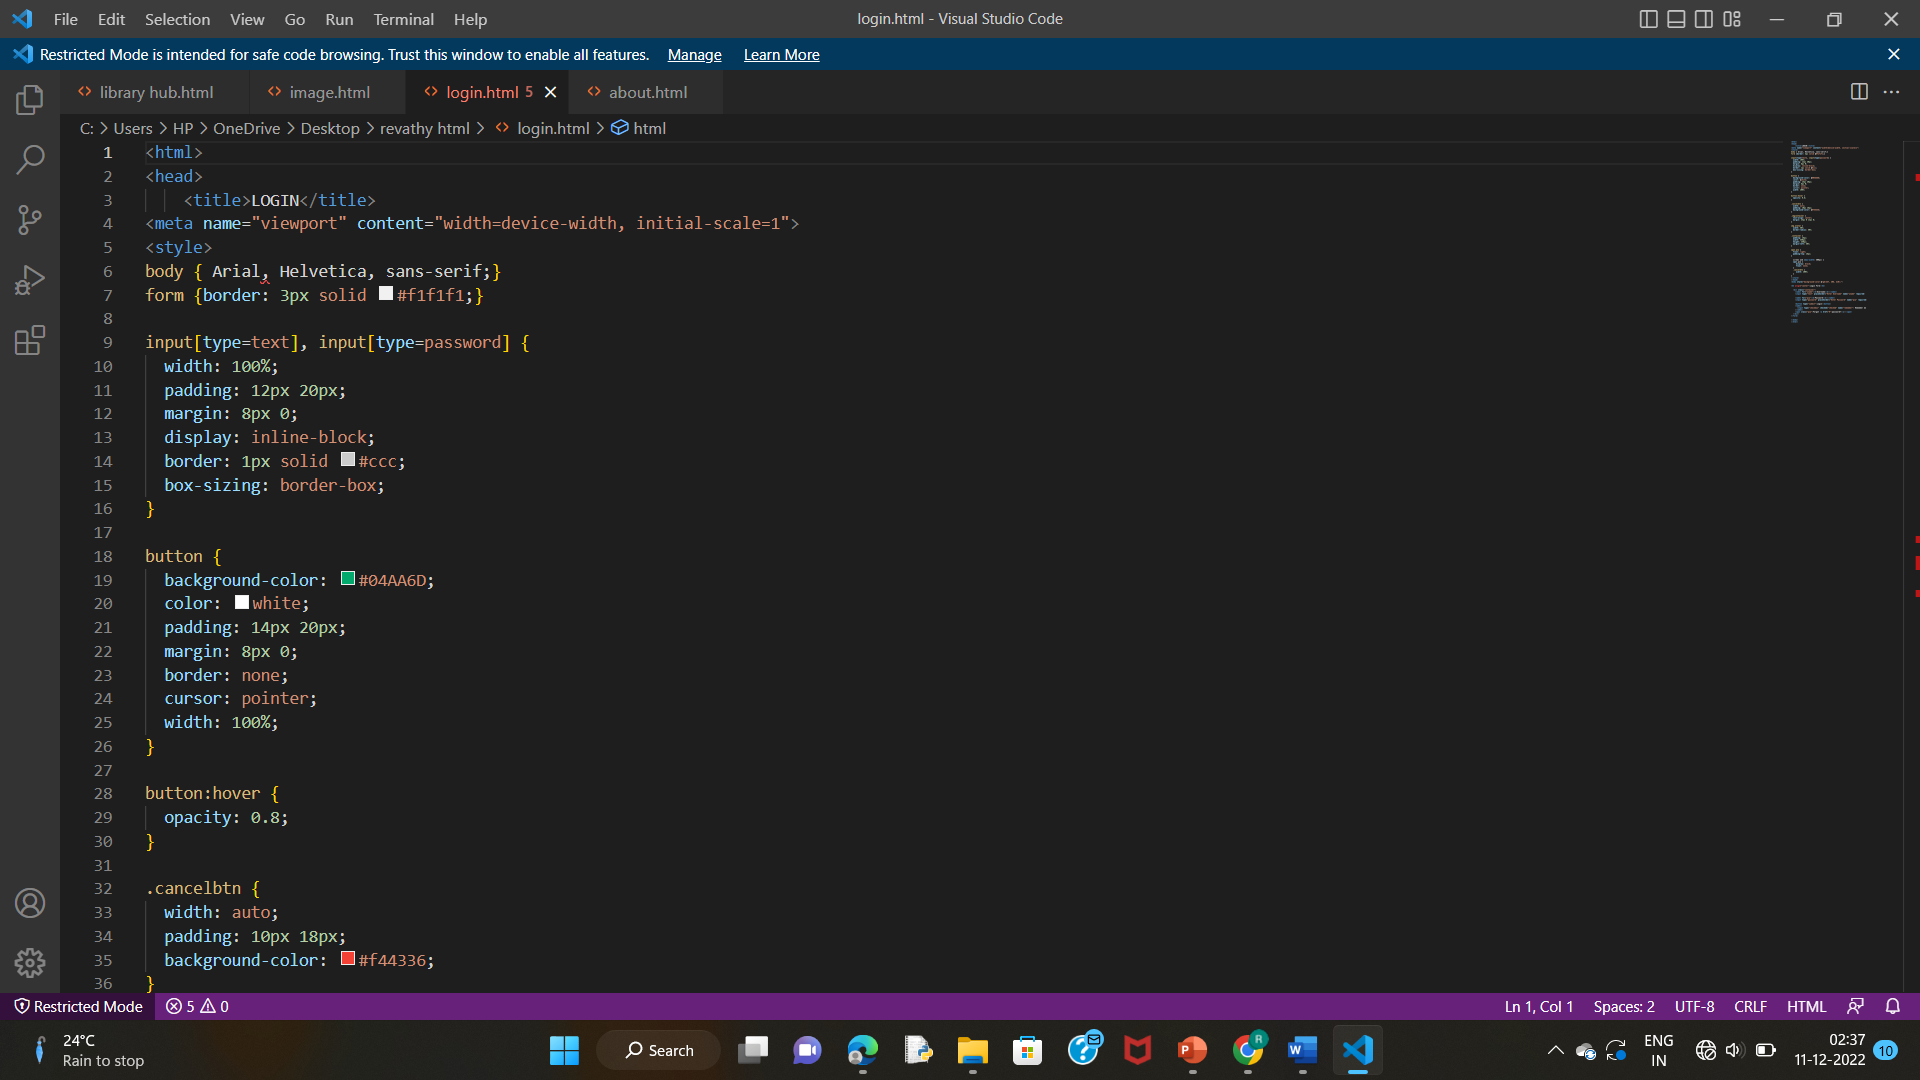 File Edit Selection View Go Run Terminal Help
login.html - Visual Studio Code
Restricted Mode is intended for safe code browsing. Trust this window to enable all features. Manage Learn More
library hub.html image.html login.html 5 about.html
C: > Users > HP > OneDrive > Desktop > revathy html > login.html > html
1 <html>
2 <head>
3 <title>LOGIN</title>
4 <meta name="viewport" content="width=device-width, initial-scale=1">
5 <style>
6 body { Arial, Helvetica, sans-serif;}
7 form {border: 3px solid #f1f1f1;}
8
9 input[type=text], input[type=password] {
10 width: 100%;
11 padding: 12px 20px;
12 margin: 8px 0;
13 display: inline-block;
14 border: 1px solid #ccc;
15 box-sizing: border-box;
16 }
17
18 button {
19 background-color: #04AA6D;
20 color: white;
21 padding: 14px 20px;
22 margin: 8px 0;
23 border: none;
24 cursor: pointer;
25 width: 100%;
26 }
27
28 button:hover {
29 opacity: 0.8;
30 }
31
32 .cancelbtn {
33 width: auto;
34 padding: 10px 18px;
35 background-color: #f44336;
36 }
Restricted Mode 5 0 Ln 1, Col 1 Spaces: 2 UTF-8 CRLF HTML
24°C
Rain to stop
Search
ENG
IN
02:37
11-12-2022
10